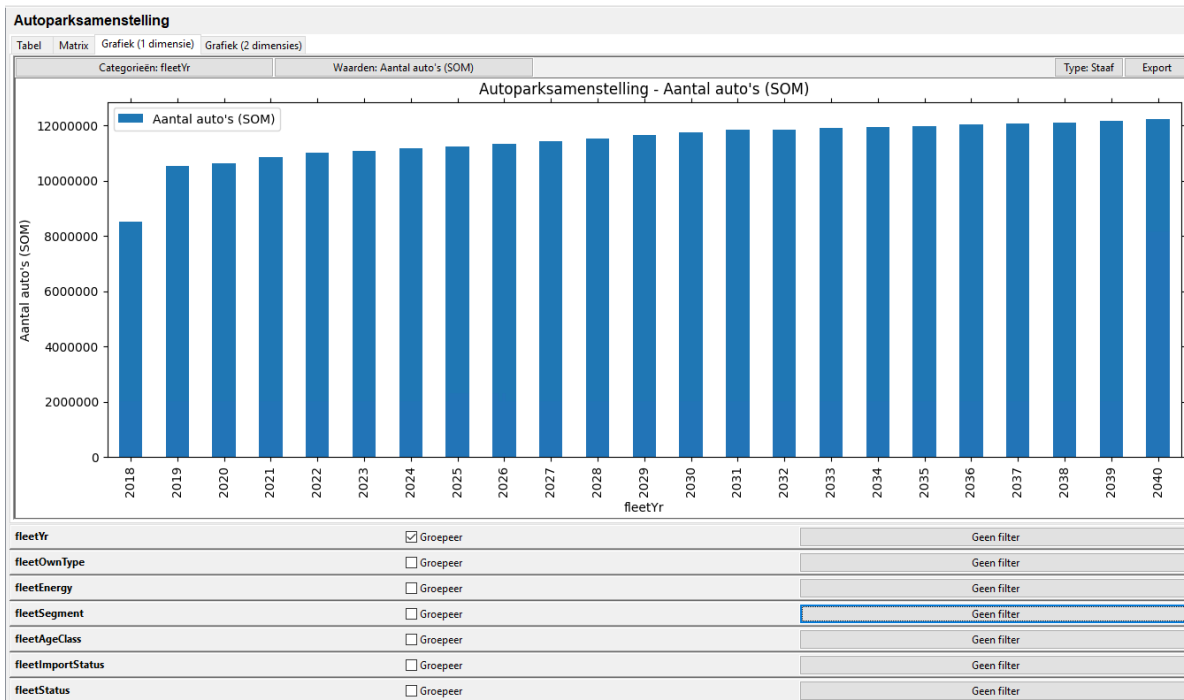 Autoparksamenstelling
Tabel Matrix Grafiek (1 dimensie) Grafiek (2 dimensies)
Categorieën: fleetYr Waarden: Aantal auto's (SOM) Type: Staaf Export
Autoparksamenstelling - Aantal auto's (SOM)
Aantal auto's (SOM)
12000000
10000000
8000000
6000000
4000000
2000000
0
Aantal auto's (SOM)
2018 2019 2020 2021 2022 2023 2024 2025 2026 2027 2028 2029 2030 2031 2032 2033 2034 2035 2036 2037 2038 2039 2040
fleetYr
fleetYr Groepeer Geen filter
fleetOwnType Groepeer Geen filter
fleetEnergy Groepeer Geen filter
fleetSegment Groepeer Geen filter
fleetAgeClass Groepeer Geen filter
fleetImportStatus Groepeer Geen filter
fleetStatus Groepeer Geen filter